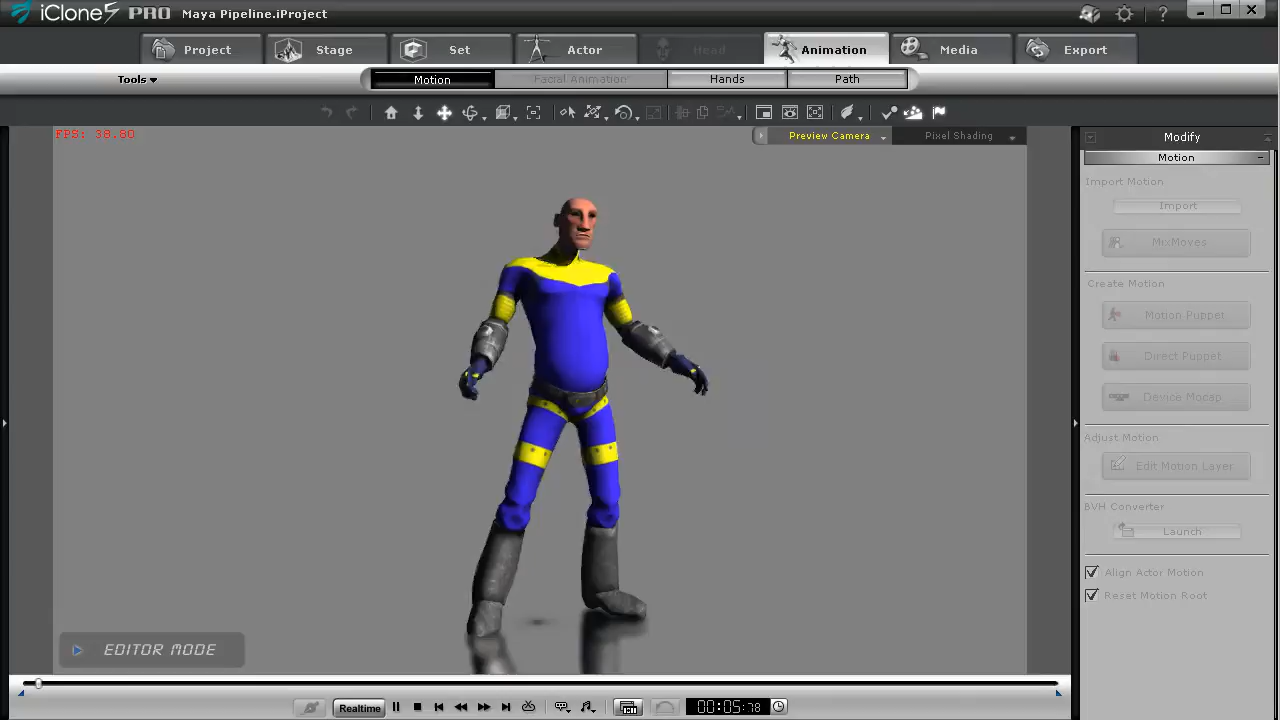 iClone5 PRO Maya Pipeline.iProject
Project Stage Set Actor Head Animation Media Export
Tools Motion Facial Animation Hands Path
FPS: 38.80
Preview Camera Pixel Shading
Modify
Motion
Import Motion
Import
MixMoves
Create Motion
Motion Puppet
Direct Puppet
Device Mocap
Adjust Motion
Edit Motion Layer
BVH Converter
Launch
Align Actor Motion
Reset Motion Root
EDITOR MODE
Realtime 00:05:78